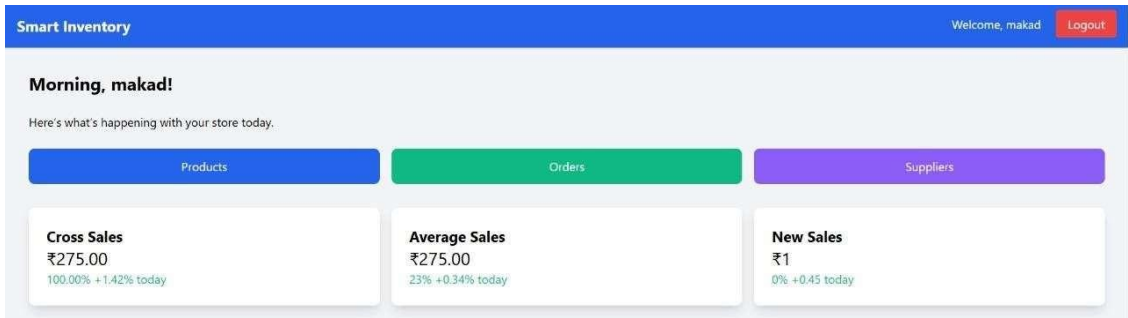 Smart Inventory
Welcome, makad
Logout
Morning, makad!
Here's what's happening with your store today.
Products
Orders
Suppliers
Cross Sales
₹275.00
100.00% +1.42% today
Average Sales
₹275.00
23% +0.34% today
New Sales
₹1
0% +0.45 today